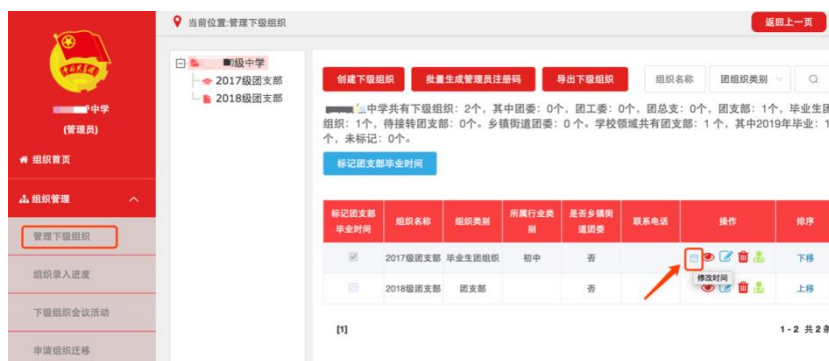 当前位置:管理下级组织
返回上一页
中学
(管理员)
组织首页
组织管理
管理下级组织
组织录入进度
下级组织会议活动
申请组织迁移
级中学
2017级团支部
2018级团支部
创建下级组织 批量生成管理员注册码 导出下级组织 组织名称 团组织类别
中学共有下级组织：2个，其中团委：0个，团工委：0个，团总支：0个，团支部：1个，毕业生团
组织：1个，待接转团支部：0个。乡镇街道团委：0 个。学校领域共有团支部：1 个，其中2019年毕业：1
个，未标记：0个。
标记团支部毕业时间
标记团支部毕业时间 组织名称 组织类别 所属行业类别 是否乡镇街道团委 联系电话 操作 排序
2017级团支部 毕业生团组织 初中 否 下移
修改时间
2018级团支部 团支部 否 上移
[1] 1-2 共2条